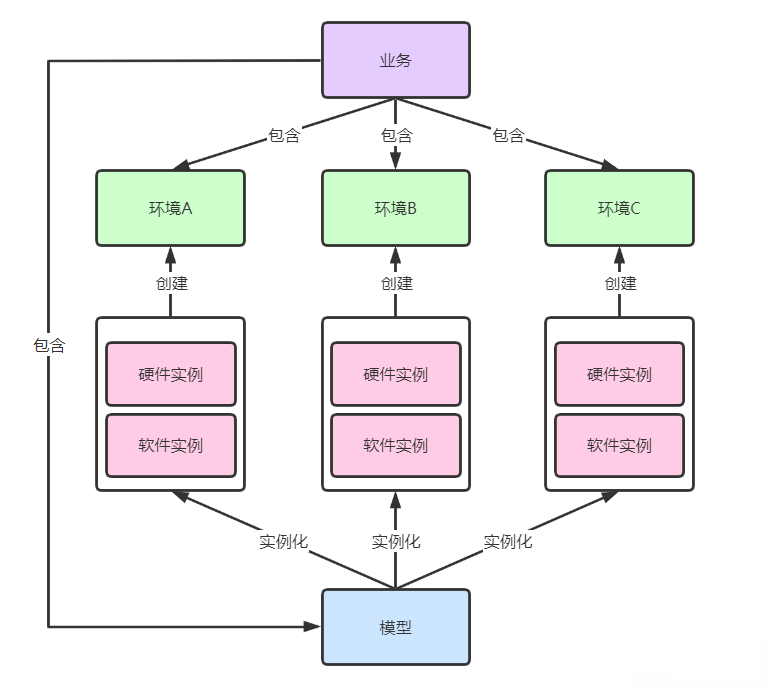 业务
包含
包含
包含
环境A
环境B
环境C
创建
创建
创建
包含
硬件实例
硬件实例
硬件实例
软件实例
软件实例
软件实例
实例化
实例化
实例化
模型